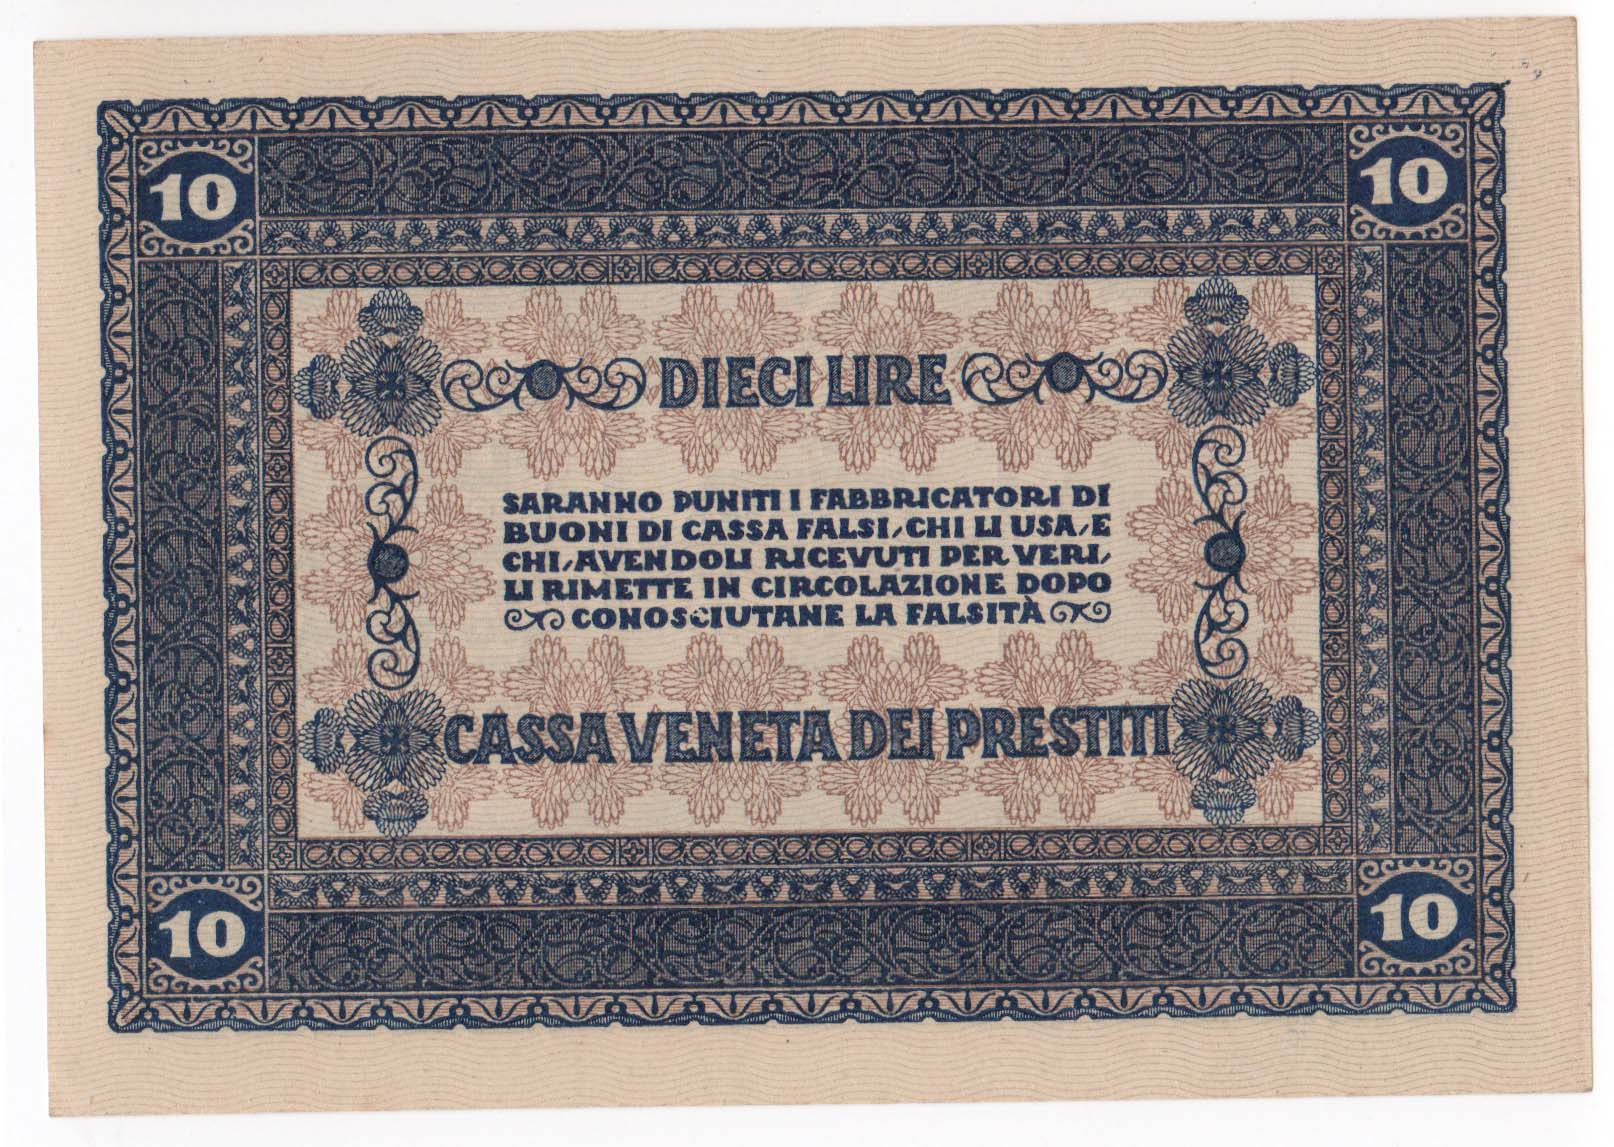 10
10
DIECI LIRE
SARANNO PUNITI I FABBRICATORI DI
BUONI DI CASSA FALSI, CHI LI USA, E
CHI, AVENDOLI RICEVUTI PER VERI,
LI RIMETTE IN CIRCOLAZIONE DOPO
CONOSCIUTANE LA FALSITÀ
CASSA VENETA DEI PRESTITI
10
10